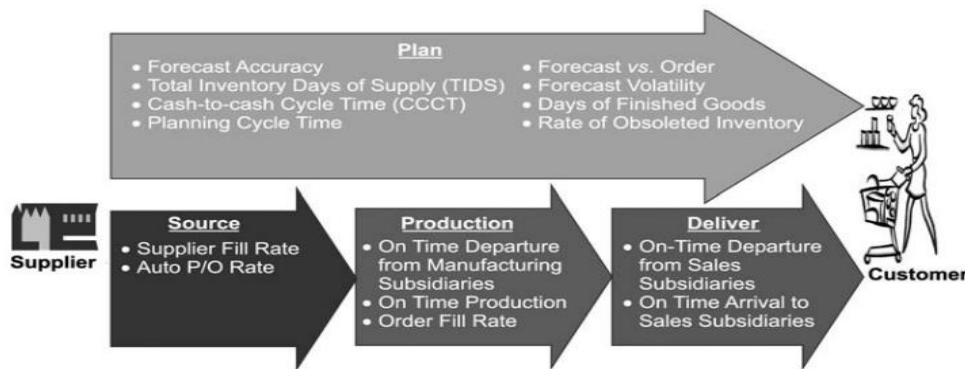 Plan
• Forecast Accuracy
• Total Inventory Days of Supply (TIDS)
• Cash-to-cash Cycle Time (CCCT)
• Planning Cycle Time
• Forecast vs. Order
• Forecast Volatility
• Days of Finished Goods
• Rate of Obsoleted Inventory
Supplier
Source
• Supplier Fill Rate
• Auto P/O Rate
Production
• On Time Departure
from Manufacturing
Subsidiaries
• On Time Production
• Order Fill Rate
Deliver
• On-Time Departure
from Sales
Subsidiaries
• On Time Arrival to
Sales Subsidiaries
Customer